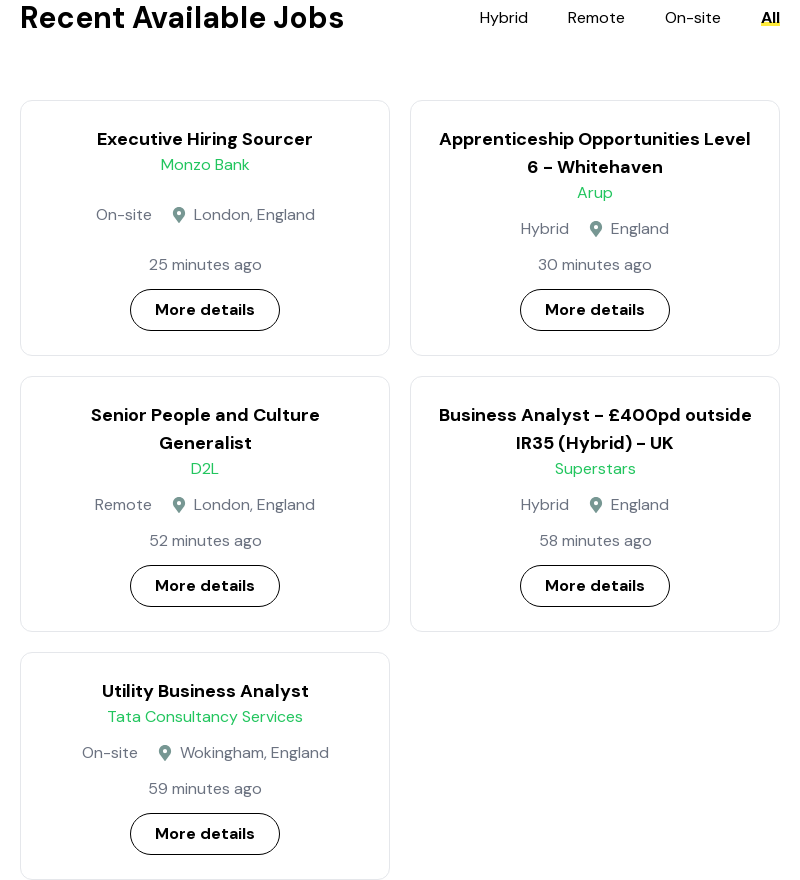 Recent Available Jobs
Hybrid Remote On-site All
Executive Hiring Sourcer
Monzo Bank
On-site London, England
25 minutes ago
More details
Apprenticeship Opportunities Level
6 - Whitehaven
Arup
Hybrid England
30 minutes ago
More details
Senior People and Culture
Generalist
D2L
Remote London, England
52 minutes ago
More details
Business Analyst - £400pd outside
IR35 (Hybrid) - UK
Superstars
Hybrid England
58 minutes ago
More details
Utility Business Analyst
Tata Consultancy Services
On-site Wokingham, England
59 minutes ago
More details